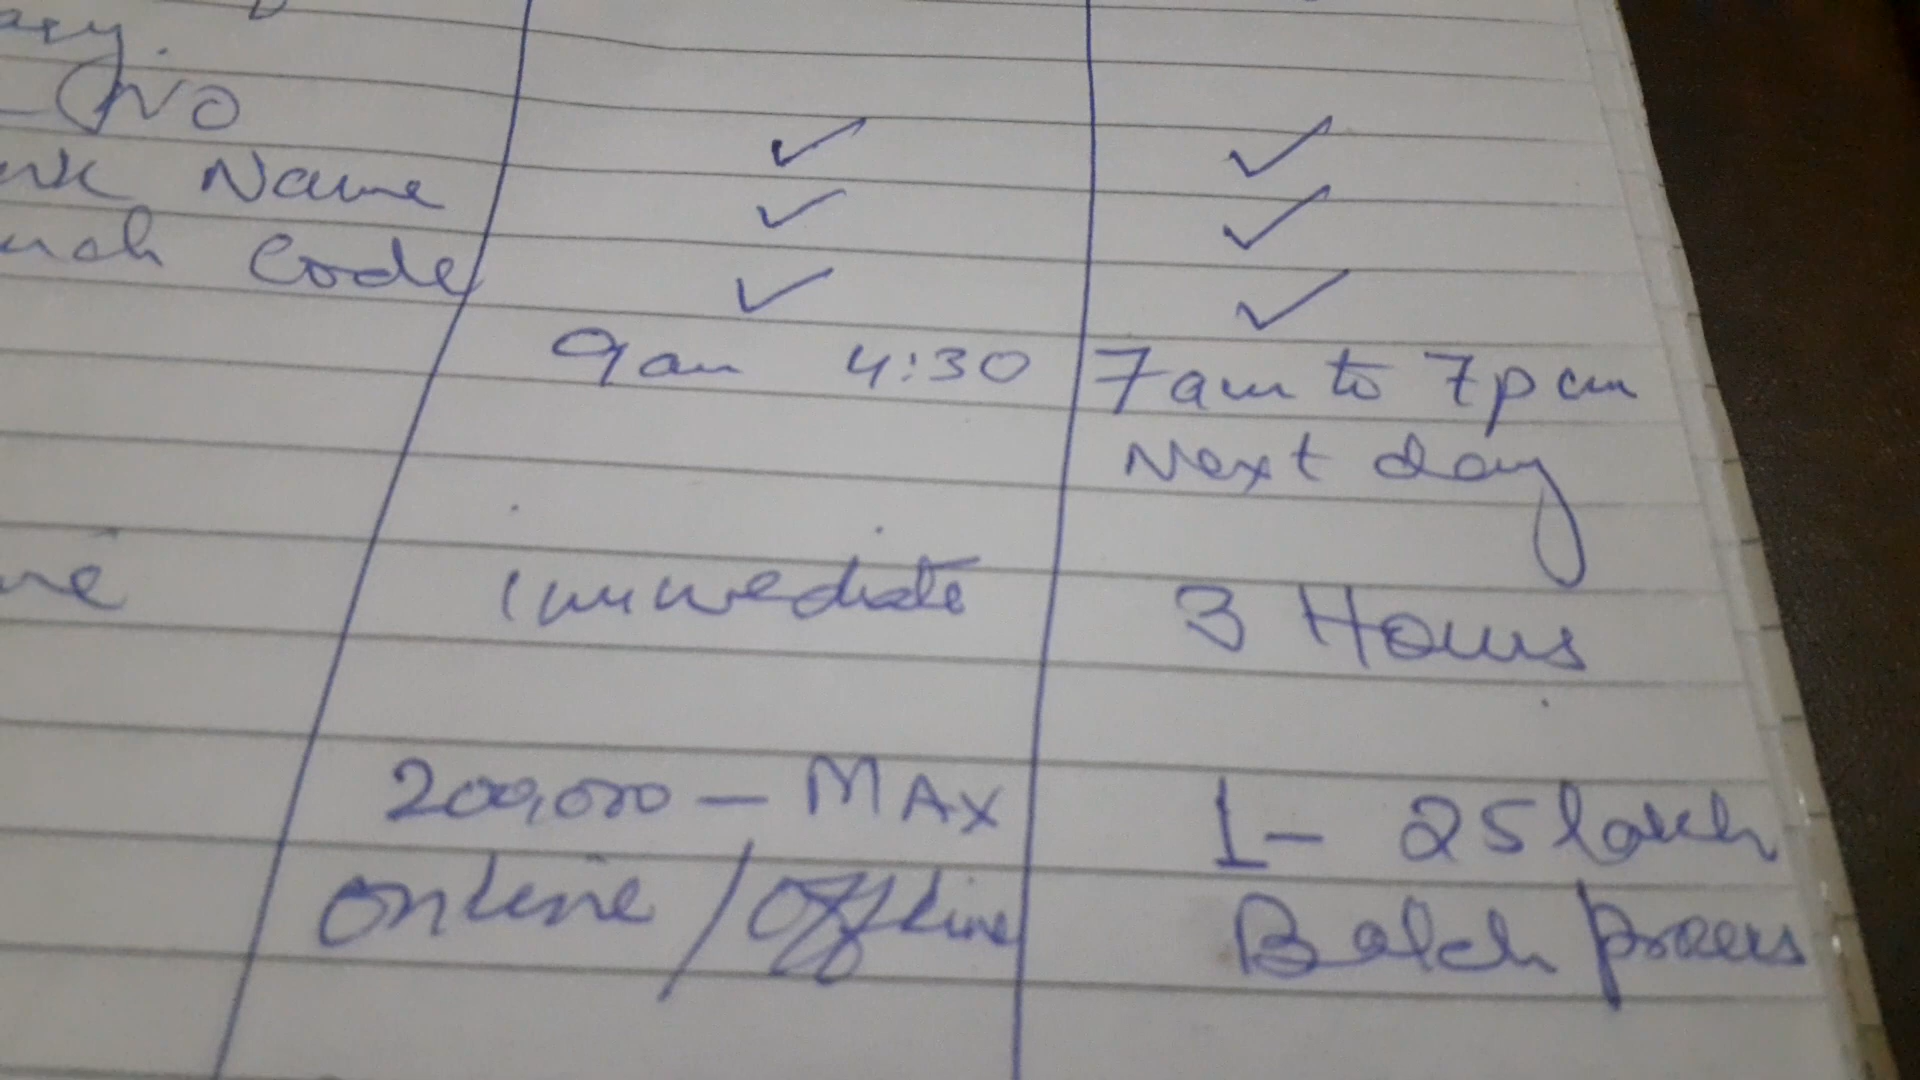 NO ✓ ✓
Name ✓ ✓
Code ✓ ✓
9am 4:30 7am to 7pm
Next day
Immediate 3 Hours
200,000 - MAX 1 - 25 lakh
Online / Offline Batch process